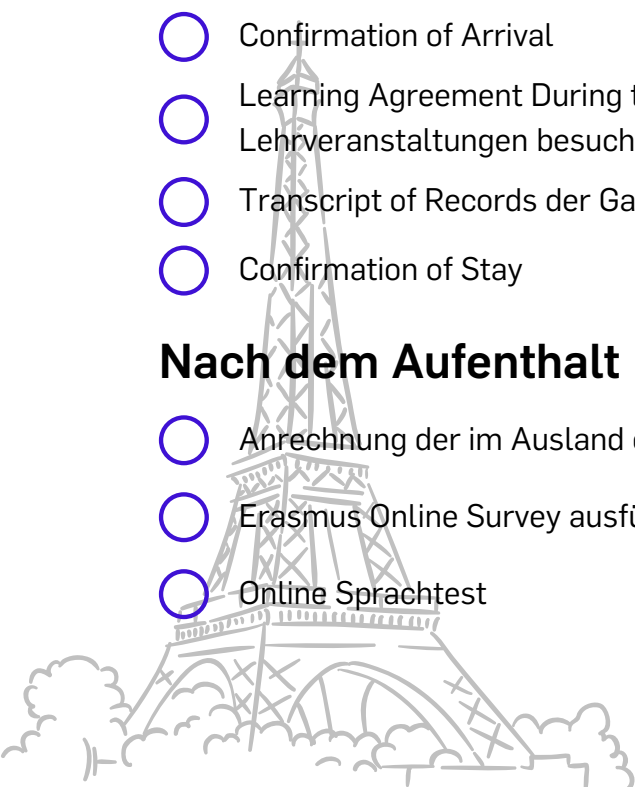 Confirmation of Arrival
Learning Agreement During
Lehrveranstaltungen besuch
Transcript of Records der Ga
Confirmation of Stay
Nach dem Aufenthalt
Anrechnung der im Ausland
Erasmus Online Survey ausfü
Online Sprachtest